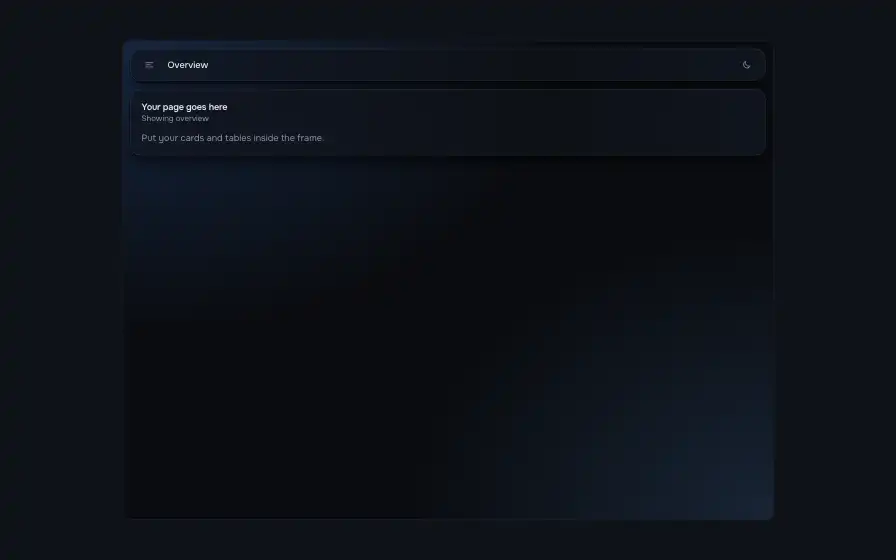 Overview
Your page goes here
Showing overview
Put your cards and tables inside the frame.